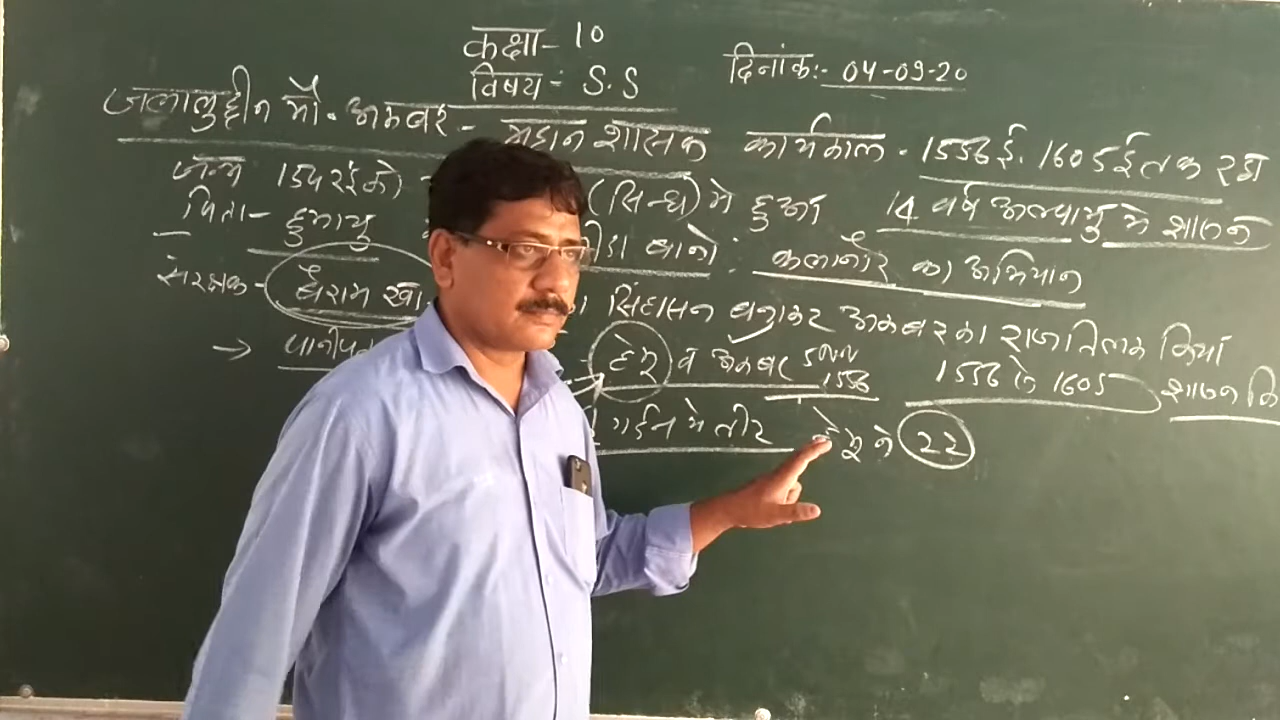 कक्षा- 10
विषय - S.S
दिनांक:- 04-09-20
जलालुद्दीन मौ. अकबर - महान शासक कार्यकाल - 1556 ई. 1605 ई तक रहा
जन्म 1542 ई को (सिन्ध) मे हुआ 14 वर्ष अल्पायु मे शासन
पिता - हुमायु बानो : कलानौर का अभियान
संरक्षक - बैराम खा सिंहासन बनाकर अकबर का राजतिलक किया
→ हेमू व अकबर 5 नव 1556 1556 से 1605 शासन कि
गर्दन मे तीर हेमू ने 22